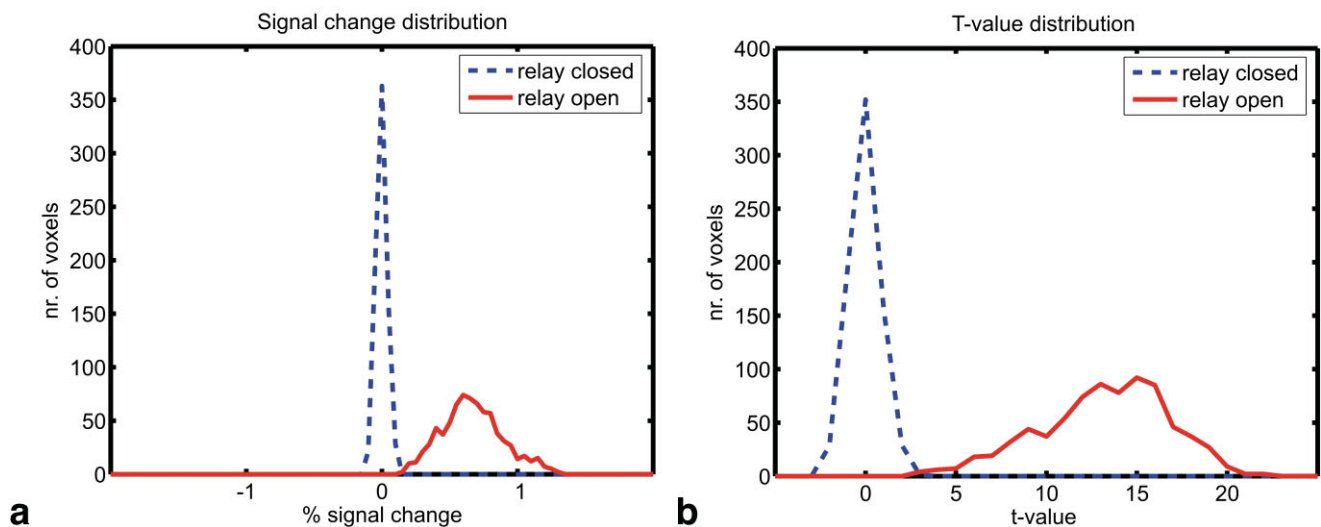 Signal change distribution
400
350
300
250
200
150
100
50
0
nr. of voxels
relay closed
relay open
-1
0
1
% signal change
a
T-value distribution
400
350
300
250
200
150
100
50
0
nr. of voxels
relay closed
relay open
0
5
10
15
20
t-value
b